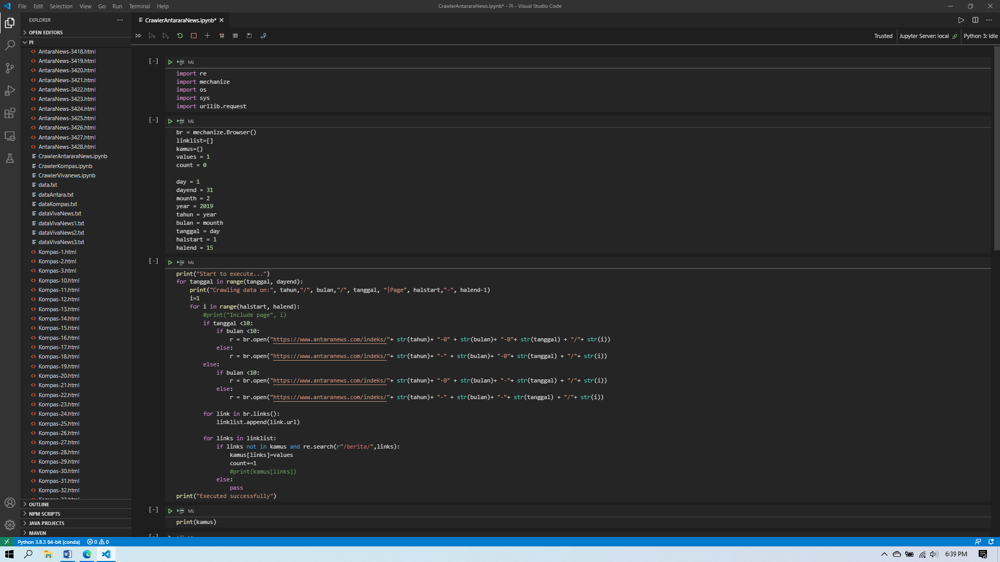 File Edit Selection View Go Run Terminal Help
CrawlerAntararaNews.ipynb* - PI - Visual Studio Code
EXPLORER
OPEN EDITORS
PI
AntaraNews-3418.html
AntaraNews-3419.html
AntaraNews-3420.html
AntaraNews-3421.html
AntaraNews-3422.html
AntaraNews-3423.html
AntaraNews-3424.html
AntaraNews-3425.html
AntaraNews-3426.html
AntaraNews-3427.html
AntaraNews-3428.html
CrawlerAntararaNews.ipynb
CrawlerKompas.ipynb
CrawlerVivanews.ipynb
data.txt
dataAntara.txt
dataKompas.txt
dataVivaNews.txt
dataVivaNews1.txt
dataVivaNews2.txt
dataVivaNews3.txt
Kompas-1.html
Kompas-2.html
Kompas-3.html
Kompas-10.html
Kompas-11.html
Kompas-12.html
Kompas-13.html
Kompas-14.html
Kompas-15.html
Kompas-16.html
Kompas-17.html
Kompas-18.html
Kompas-19.html
Kompas-20.html
Kompas-21.html
Kompas-22.html
Kompas-23.html
Kompas-24.html
Kompas-25.html
Kompas-26.html
Kompas-27.html
Kompas-28.html
Kompas-29.html
Kompas-30.html
Kompas-31.html
Kompas-32.html
OUTLINE
NPM SCRIPTS
JAVA PROJECTS
MAVEN
CrawlerAntararaNews.ipynb*
Trusted Jupyter Server: local Python 3: Idle
[-] M↓
import re
import mechanize
import os
import sys
import urllib.request
[-] M↓
br = mechanize.Browser()
linklist=[]
kamus={}
values = 1
count = 0
day = 1
dayend = 31
mounth = 2
year = 2019
tahun = year
bulan = mounth
tanggal = day
halstart = 1
halend = 15
[-] M↓
print("Start to execute...")
for tanggal in range(tanggal, dayend):
print("Crawling data on:", tahun,"/", bulan,"/", tanggal, "|Page", halstart,"-", halend-1)
i=1
for i in range(halstart, halend):
#print("Include page", i)
if tanggal <10:
if bulan <10:
r = br.open("https://www.antaranews.com/indeks/"+ str(tahun)+ "-0" + str(bulan)+ "-0"+ str(tanggal) + "/"+ str(i))
else:
r = br.open("https://www.antaranews.com/indeks/"+ str(tahun)+ "-" + str(bulan)+ "-0"+ str(tanggal) + "/"+ str(i))
else:
if bulan <10:
r = br.open("https://www.antaranews.com/indeks/"+ str(tahun)+ "-0" + str(bulan)+ "-"+ str(tanggal) + "/"+ str(i))
else:
r = br.open("https://www.antaranews.com/indeks/"+ str(tahun)+ "-" + str(bulan)+ "-"+ str(tanggal) + "/"+ str(i))
for link in br.links():
linklist.append(link.url)
for links in linklist:
if links not in kamus and re.search(r"/berita/",links):
kamus[links]=values
count+=1
#print(kamus[links])
else:
pass
print("Executed successfully")
[-] M↓
print(kamus)
Python 3.8.3 64-bit (conda) 0 0
6:39 PM